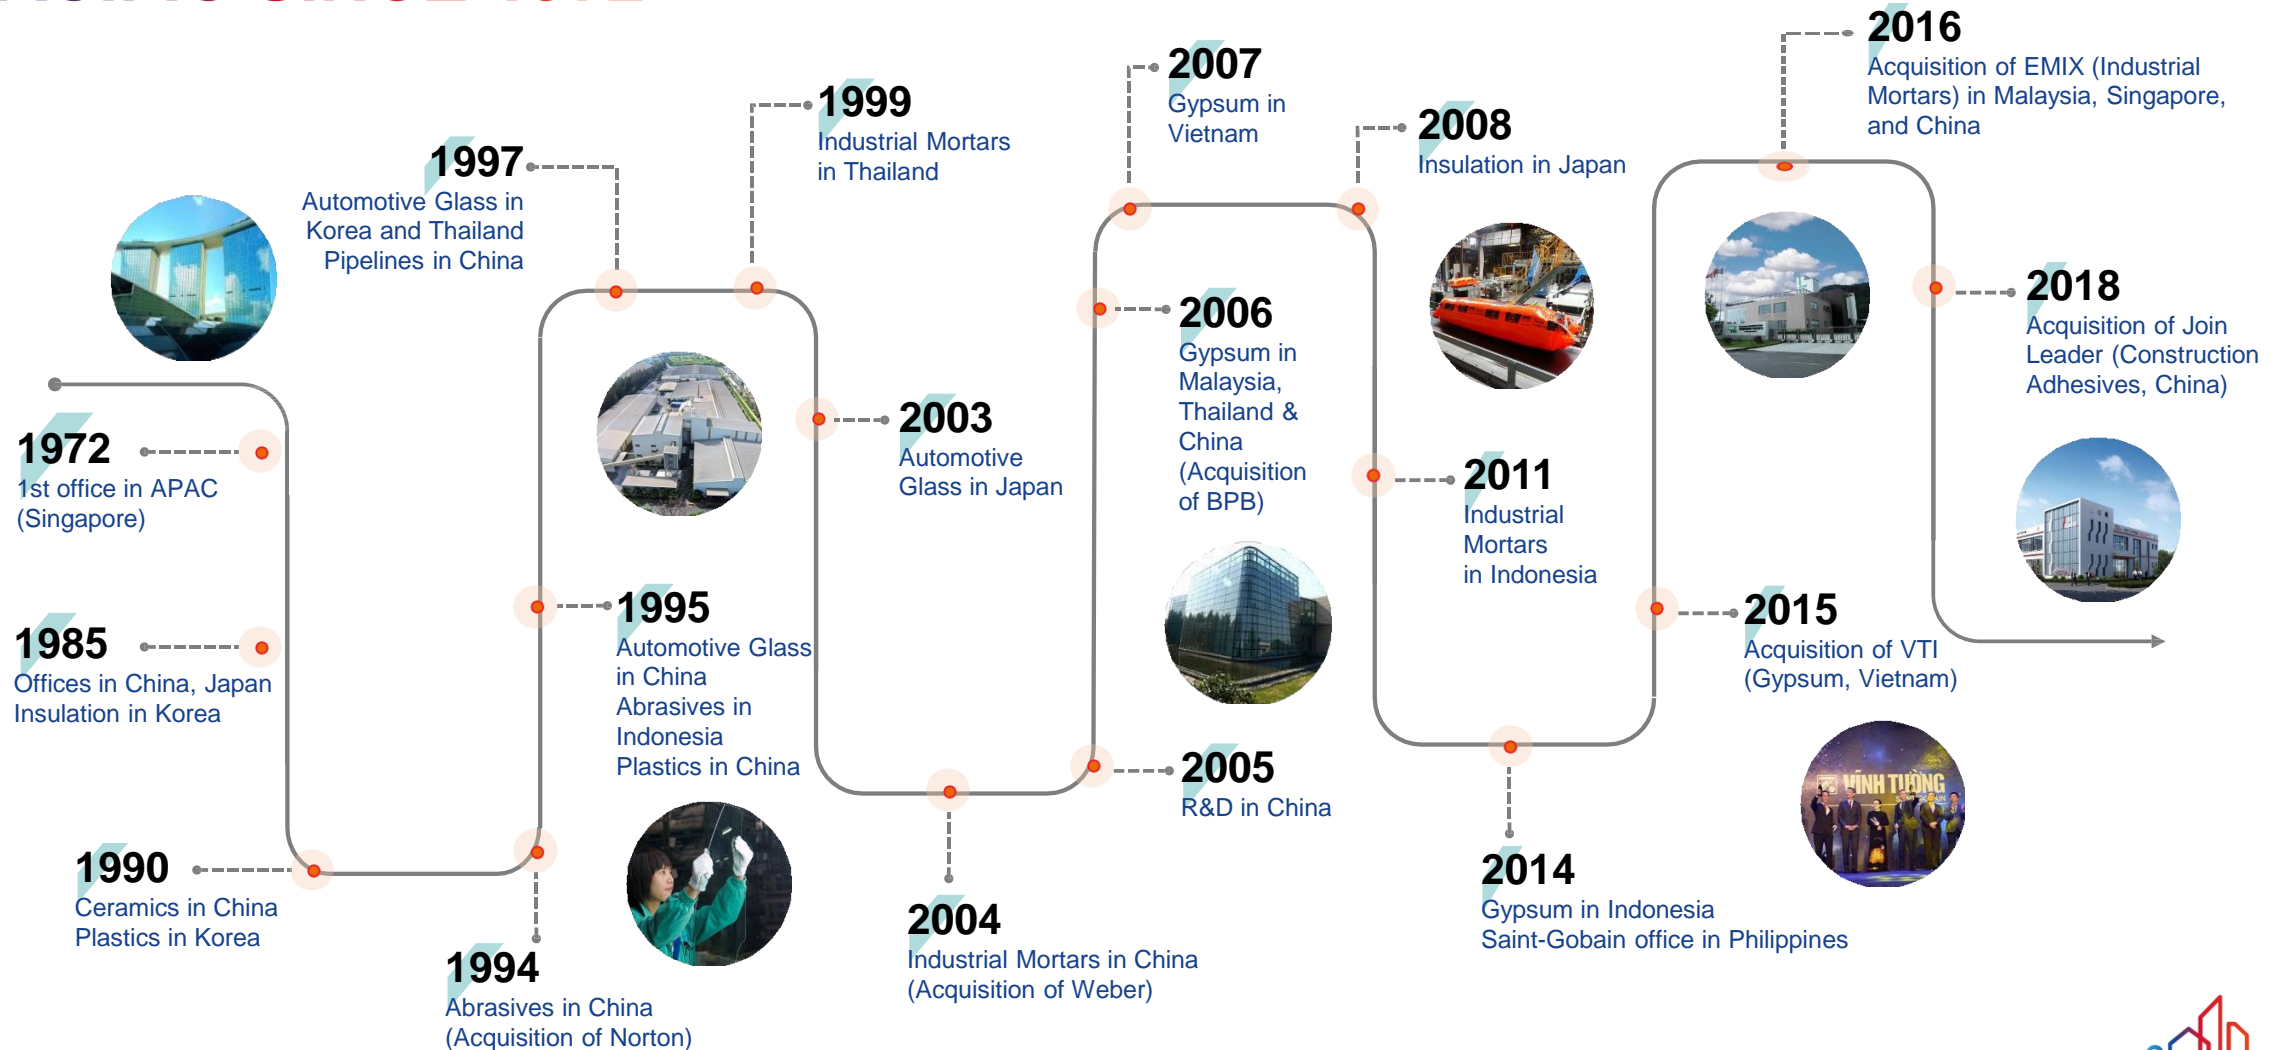 1972
1st office in APAC
(Singapore)
1985
Offices in China, Japan
Insulation in Korea
1990
Ceramics in China
Plastics in Korea
1994
Abrasives in China
(Acquisition of Norton)
1995
Automotive Glass
in China
Abrasives in
Indonesia
Plastics in China
1997
Automotive Glass in
Korea and Thailand
Pipelines in China
1999
Industrial Mortars
in Thailand
2003
Automotive
Glass in Japan
2004
Industrial Mortars in China
(Acquisition of Weber)
2005
R&D in China
2006
Gypsum in
Malaysia,
Thailand &
China
(Acquisition
of BPB)
2007
Gypsum in
Vietnam
2008
Insulation in Japan
2011
Industrial
Mortars
in Indonesia
2014
Gypsum in Indonesia
Saint-Gobain office in Philippines
2015
Acquisition of VTI
(Gypsum, Vietnam)
VĨNH TƯỜNG
2016
Acquisition of EMIX (Industrial
Mortars) in Malaysia, Singapore,
and China
2018
Acquisition of Join
Leader (Construction
Adhesives, China)